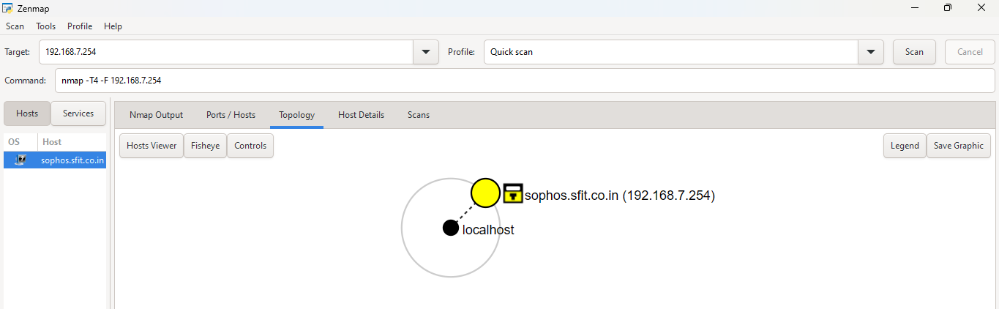 Zenmap
Scan Tools Profile Help
Target: 192.168.7.254 Profile: Quick scan Scan Cancel
Command: nmap -T4 -F 192.168.7.254
Hosts Services Nmap Output Ports / Hosts Topology Host Details Scans
OS Host Hosts Viewer Fisheye Controls Legend Save Graphic
sophos.sfit.co.in
sophos.sfit.co.in (192.168.7.254)
localhost